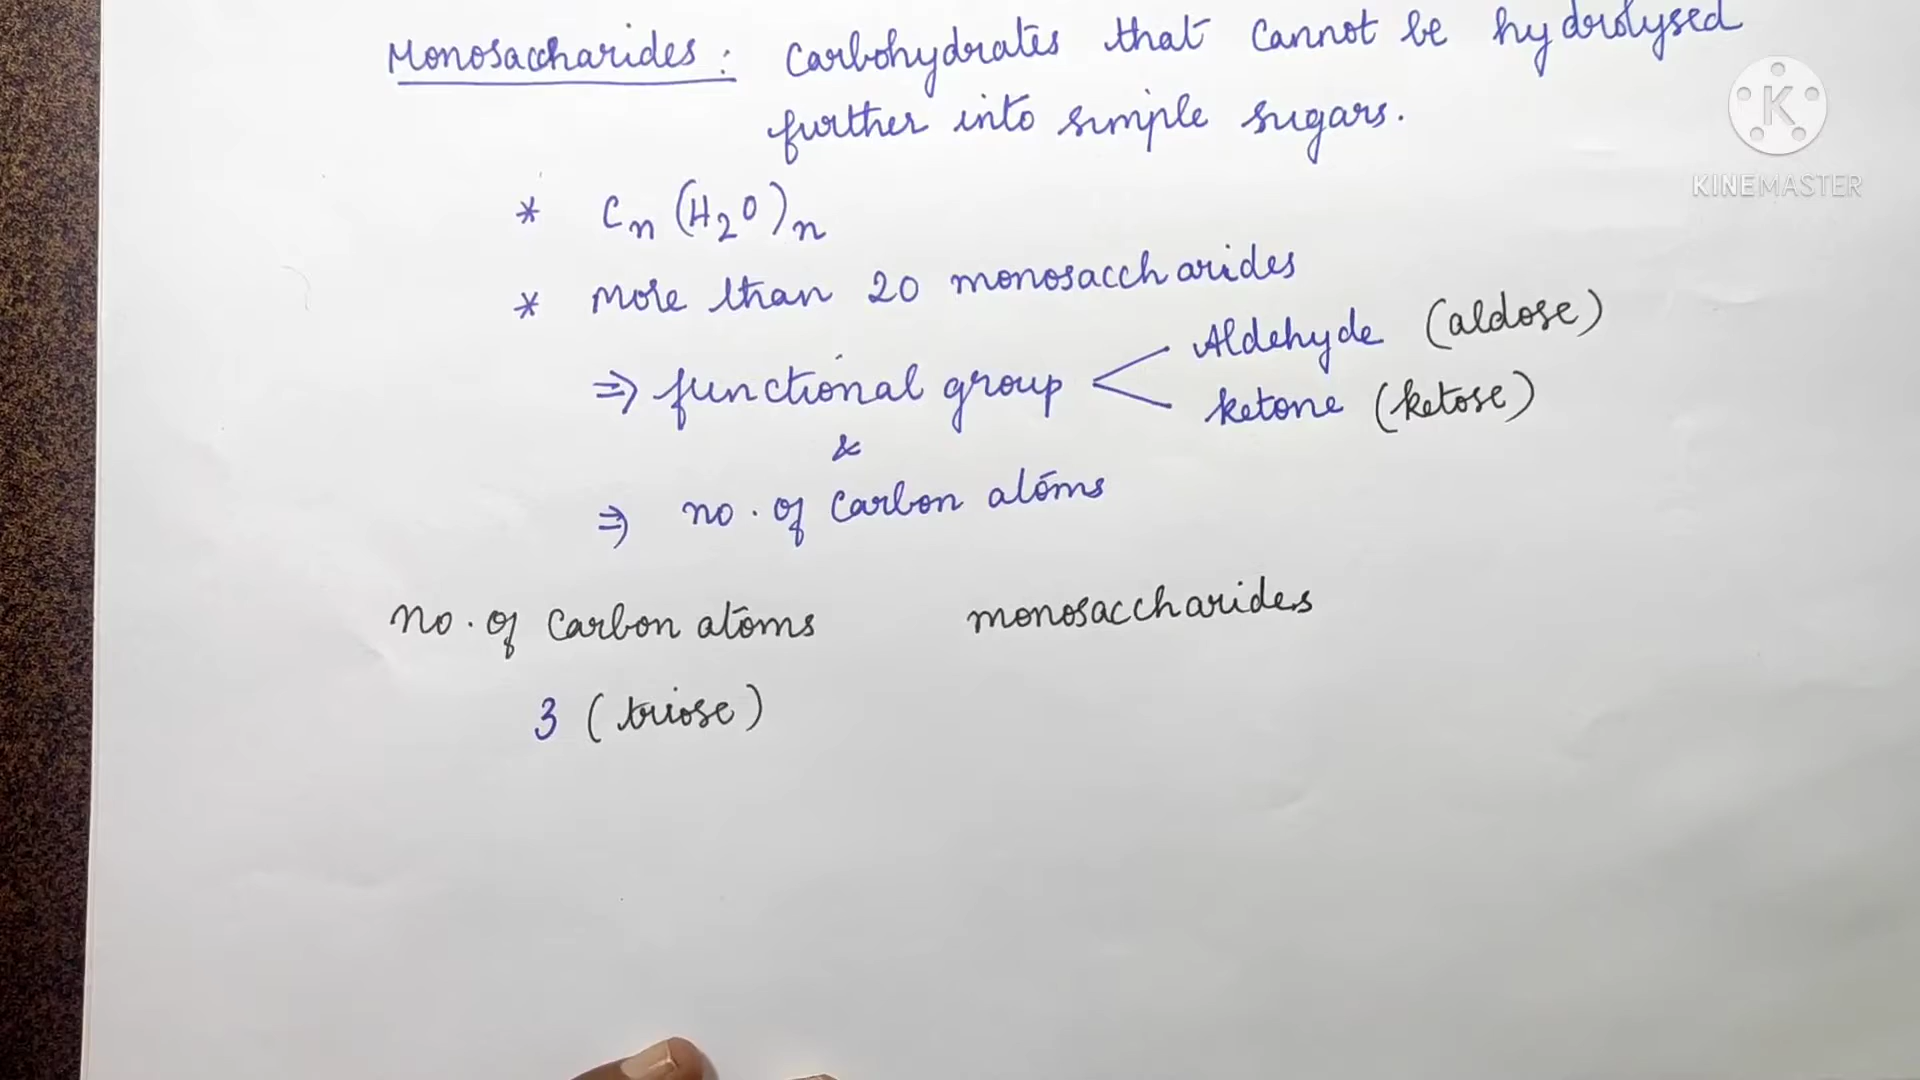 Monosaccharides: Carbohydrates that cannot be hydrolysed
further into simple sugars.
* Cn(H2O)n
* More than 20 monosaccharides
⇒ functional group < Aldehyde (aldose)
ketone (ketose)
&
⇒ no. of carbon atoms
no. of carbon atoms monosaccharides
3 (triose)
K
KINEMASTER